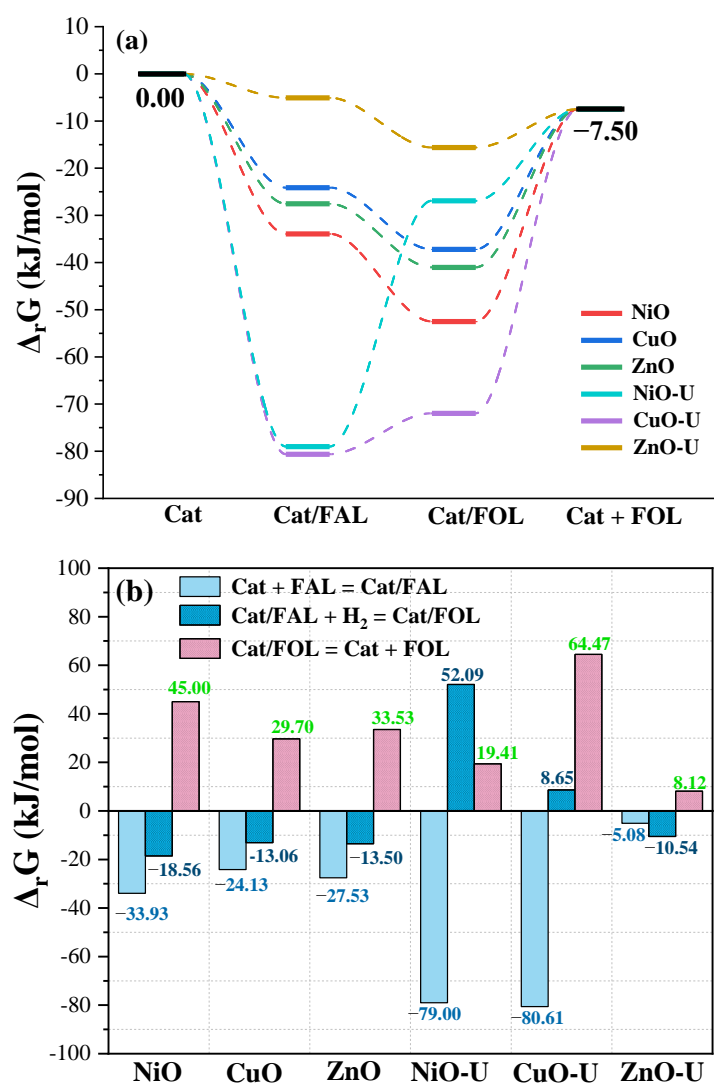 (a)
10
0
-10
-20
-30
-40
-50
-60
-70
-80
-90
ΔrG (kJ/mol)
0.00
−7.50
NiO
CuO
ZnO
NiO-U
CuO-U
ZnO-U
Cat
Cat/FAL
Cat/FOL
Cat + FOL
(b)
100
80
60
40
20
0
-20
-40
-60
-80
-100
ΔrG (kJ/mol)
Cat + FAL = Cat/FAL
Cat/FAL + H₂ = Cat/FOL
Cat/FOL = Cat + FOL
45.00
29.70
33.53
52.09
19.41
8.65
64.47
8.12
−33.93
−18.56
−24.13
-13.06
−27.53
−13.50
−79.00
−80.61
−5.08
−10.54
NiO
CuO
ZnO
NiO-U
CuO-U
ZnO-U